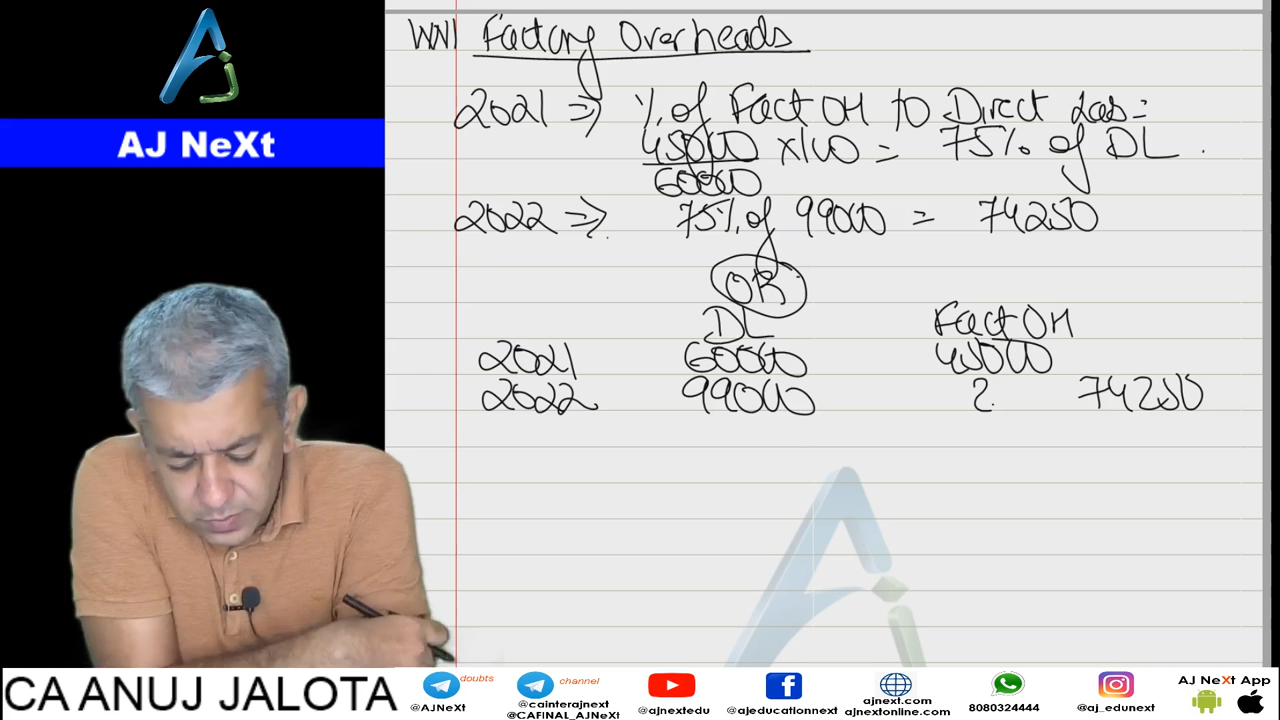 AJ NeXt
WN1 Factory Overheads
2021 ⇒ % of Fact OH to Direct Lab =
45000 x100 = 75% of DL.
60000
2022 ⇒ 75% of 99000 = 74250
OR
DL Fact OH
2021 60000 45000
2022 99000 ? 74250
CA ANUJ JALOTA
doubts
@AJNeXt
channel
@cainterajnext
@CAFINAL_AJNeXt
@ajnextedu
@ajeducationnext
ajnext.com
ajnextonline.com
8080324444
@aj_edunext
AJ NeXt App